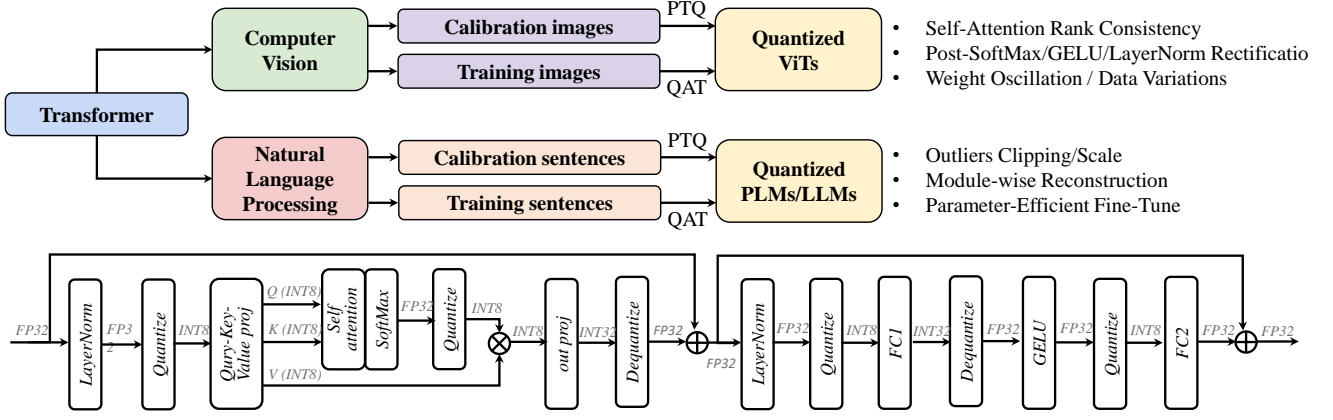 Transformer
Computer
Vision
Calibration images
Training images
PTQ
QAT
Quantized
ViTs
• Self-Attention Rank Consistency
• Post-SoftMax/GELU/LayerNorm Rectificatio
• Weight Oscillation / Data Variations
Natural
Language
Processing
Calibration sentences
Training sentences
PTQ
QAT
Quantized
PLMs/LLMs
• Outliers Clipping/Scale
• Module-wise Reconstruction
• Parameter-Efficient Fine-Tune
FP32
LayerNorm
FP3
2
Quantize
INT8
Qury-Key-
Value proj
Q (INT8)
K (INT8)
V (INT8)
Self
attention
SoftMax
FP32
Quantize
INT8
INT8
out proj
INT32
Dequantize
FP32
FP32
LayerNorm
FP32
Quantize
INT8
FC1
INT32
Dequantize
FP32
GELU
FP32
Quantize
INT8
FC2
FP32
FP32